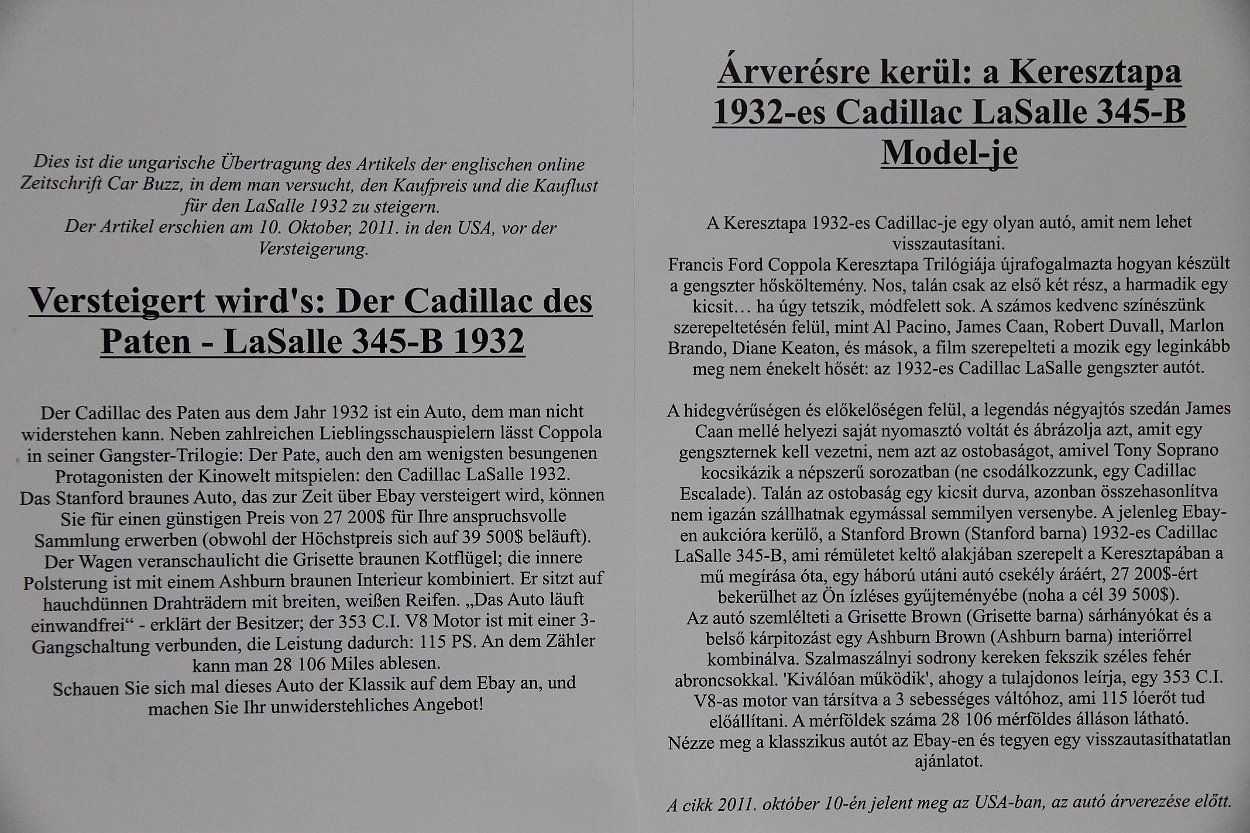 Dies ist die ungarische Übertragung des Artikels der englischen online
Zeitschrift Car Buzz, in dem man versucht, den Kaufpreis und die Kauflust
für den LaSalle 1932 zu steigern.
Der Artikel erschien am 10. Oktober, 2011. in den USA, vor der
Versteigerung.
Versteigert wird's: Der Cadillac des
Paten - LaSalle 345-B 1932
Der Cadillac des Paten aus dem Jahr 1932 ist ein Auto, dem man nicht
widerstehen kann. Neben zahlreichen Lieblingsschauspielern lässt Coppola
in seiner Gangster-Trilogie: Der Pate, auch den am wenigsten besungenen
Protagonisten der Kinowelt mitspielen: den Cadillac LaSalle 1932.
Das Stanford braunes Auto, das zur Zeit über Ebay versteigert wird, können
Sie für einen günstigen Preis von 27 200$ für Ihre anspruchsvolle
Sammlung erwerben (obwohl der Höchstpreis sich auf 39 500$ beläuft).
Der Wagen veranschaulicht die Grisette braunen Kotflügel; die innere
Polsterung ist mit einem Ashburn braunen Interieur kombiniert. Er sitzt auf
hauchdünnen Drahträdern mit breiten, weißen Reifen. „Das Auto läuft
einwandfrei“ - erklärt der Besitzer; der 353 C.I. V8 Motor ist mit einer 3-
Gangschaltung verbunden, die Leistung dadurch: 115 PS. An dem Zähler
kann man 28 106 Miles ablesen.
Schauen Sie sich mal dieses Auto der Klassik auf dem Ebay an, und
machen Sie Ihr unwiderstehliches Angebot!
Árverésre kerül: a Keresztapa
1932-es Cadillac LaSalle 345-B
Model-je
A Keresztapa 1932-es Cadillac-je egy olyan autó, amit nem lehet
visszautasítani.
Francis Ford Coppola Keresztapa Trilógiája újrafogalmazta hogyan készült
a gengszter hősköltemény. Nos, talán csak az első két rész, a harmadik egy
kicsit… ha úgy tetszik, módfelett sok. A számos kedvenc színészünk
szerepeltetésén felül, mint Al Pacino, James Caan, Robert Duvall, Marlon
Brando, Diane Keaton, és mások, a film szerepelteti a mozik egy leginkább
meg nem énekelt hősét: az 1932-es Cadillac LaSalle gengszter autót.
A hidegvérűségen és előkelőségen felül, a legendás négyajtós szedán James
Caan mellé helyezi saját nyomasztó voltát és ábrázolja azt, amit egy
gengszternek kell vezetni, nem azt az ostobaságot, amivel Tony Soprano
kocsikázik a népszerű sorozatban (ne csodálkozzunk, egy Cadillac
Escalade). Talán az ostobaság egy kicsit durva, azonban összehasonlítva
nem igazán szállhatnak egymással semmilyen versenybe. A jelenleg Ebay-
en aukcióra kerülő, a Stanford Brown (Stanford barna) 1932-es Cadillac
LaSalle 345-B, ami rémületet keltő alakjában szerepelt a Keresztapában a
mű megírása óta, egy háború utáni autó csekély áráért, 27 200$-ért
bekerülhet az Ön ízléses gyűjteményébe (noha a cél 39 500$).
Az autó szemlélteti a Grisette Brown (Grisette barna) sárhányókat és a
belső kárpitozást egy Ashburn Brown (Ashburn barna) interiőrrel
kombinálva. Szalmaszálnyi sodrony kereken fekszik széles fehér
abroncsokkal. 'Kiválóan működik', ahogy a tulajdonos leírja, egy 353 C.I.
V8-as motor van társítva a 3 sebességes váltóhoz, ami 115 lóerőt tud
előállítani. A mérföldek száma 28 106 mérföldes álláson látható.
Nézze meg a klasszikus autót az Ebay-en és tegyen egy visszautasíthatatlan
ajánlatot.
A cikk 2011. október 10-én jelent meg az USA-ban, az autó árverezése előtt.